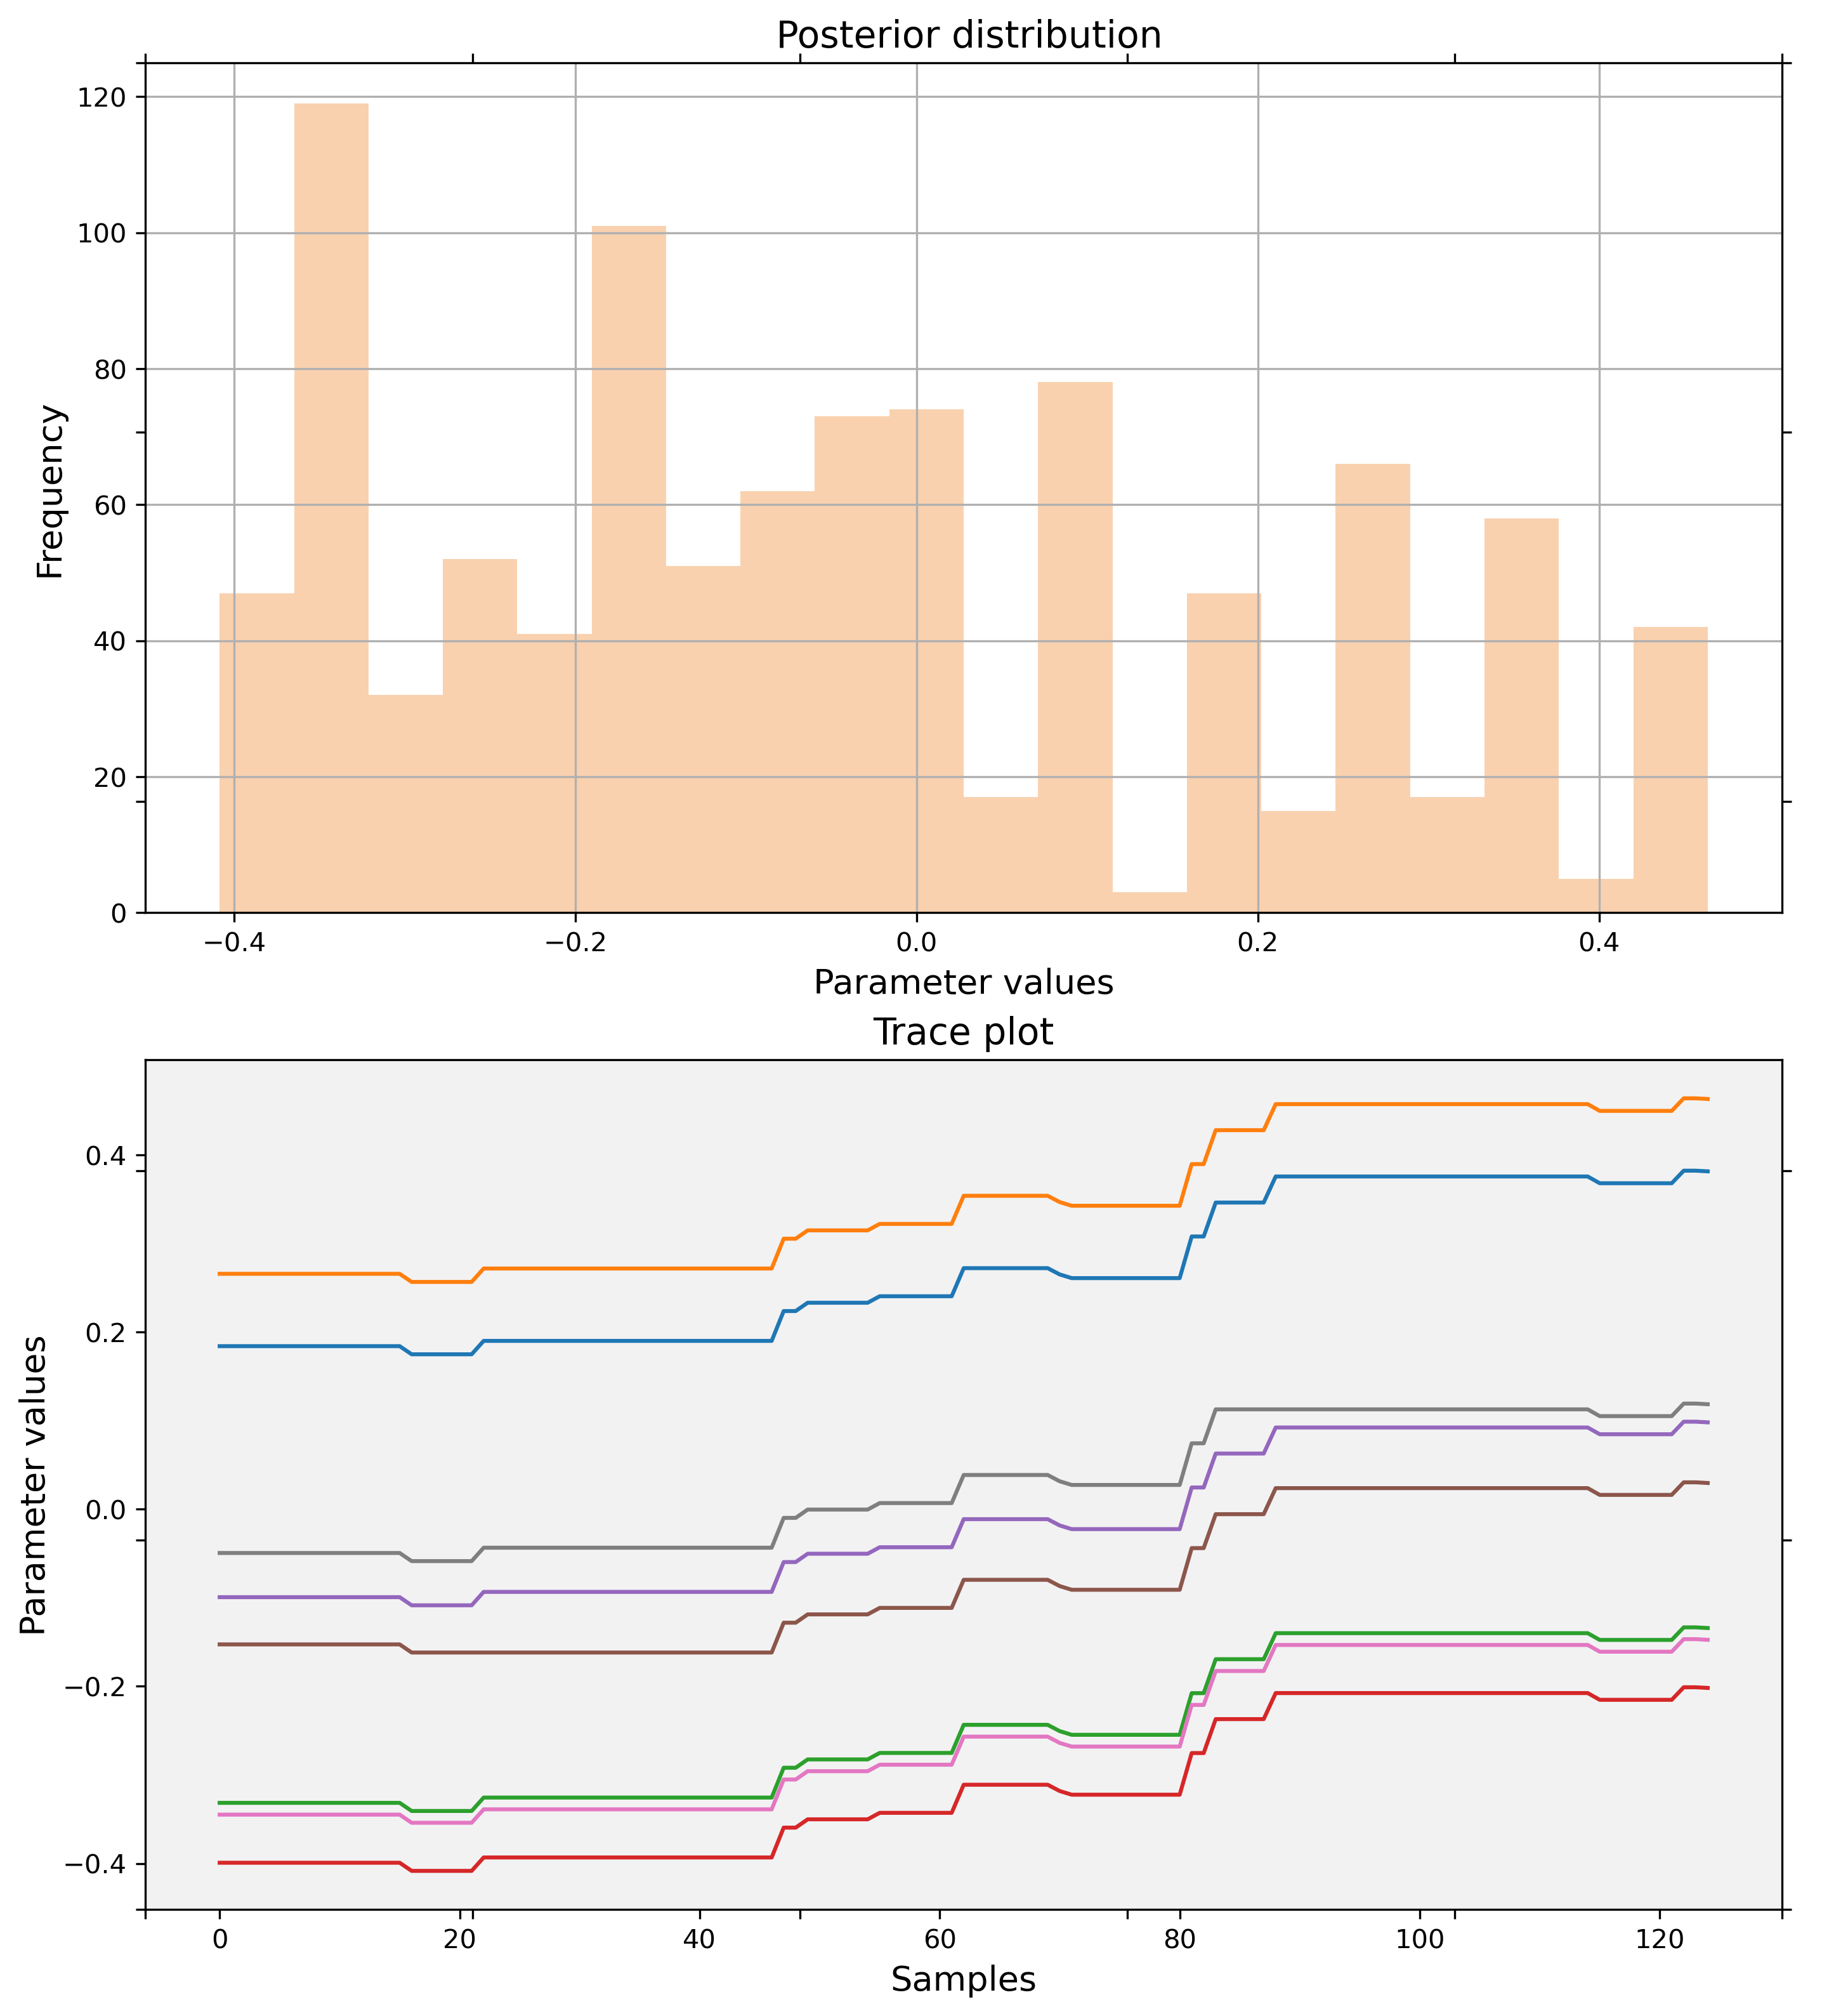 Posterior distribution
120
100
80
60
40
20
0
Frequency
−0.4 −0.2 0.0 0.2 0.4
Parameter values
Trace plot
0.4
0.2
0.0
−0.2
−0.4
Parameter values
0 20 40 60 80 100 120
Samples